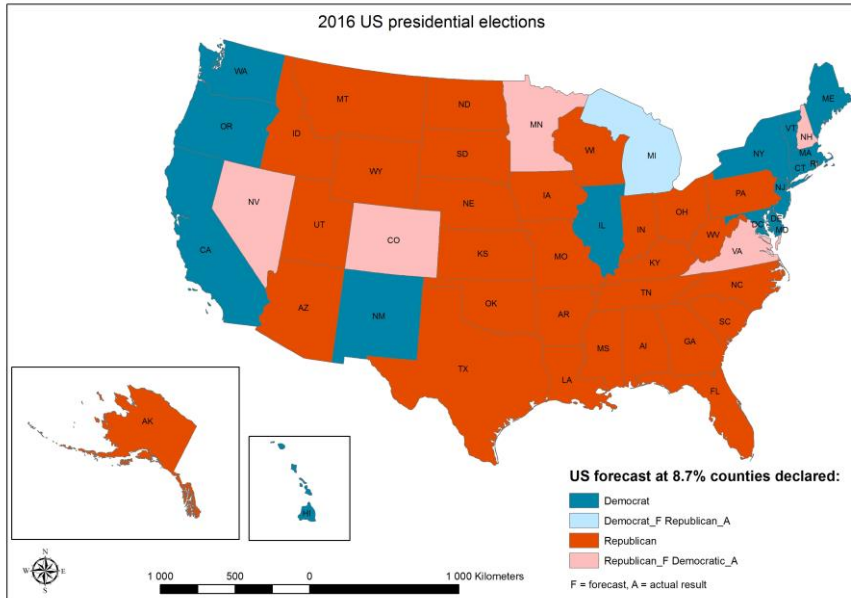 2016 US presidential elections
WA
MT
ND
MN
ME
OR
ID
SD
WI
MI
VT
NH
NY
MA
CT
RI
WY
NV
NE
IA
PA
NJ
UT
CO
IL
IN
OH
DE
DC
MD
CA
KS
MO
WV
VA
KY
AZ
NM
OK
AR
TN
NC
SC
TX
LA
MS
Al
GA
FL
AK
HI
US forecast at 8.7% counties declared:
Democrat
Democrat_F Republican_A
Republican
Republican_F Democratic_A
F = forecast, A = actual result
N
W E
S
1 000 500 0 1 000 Kilometers